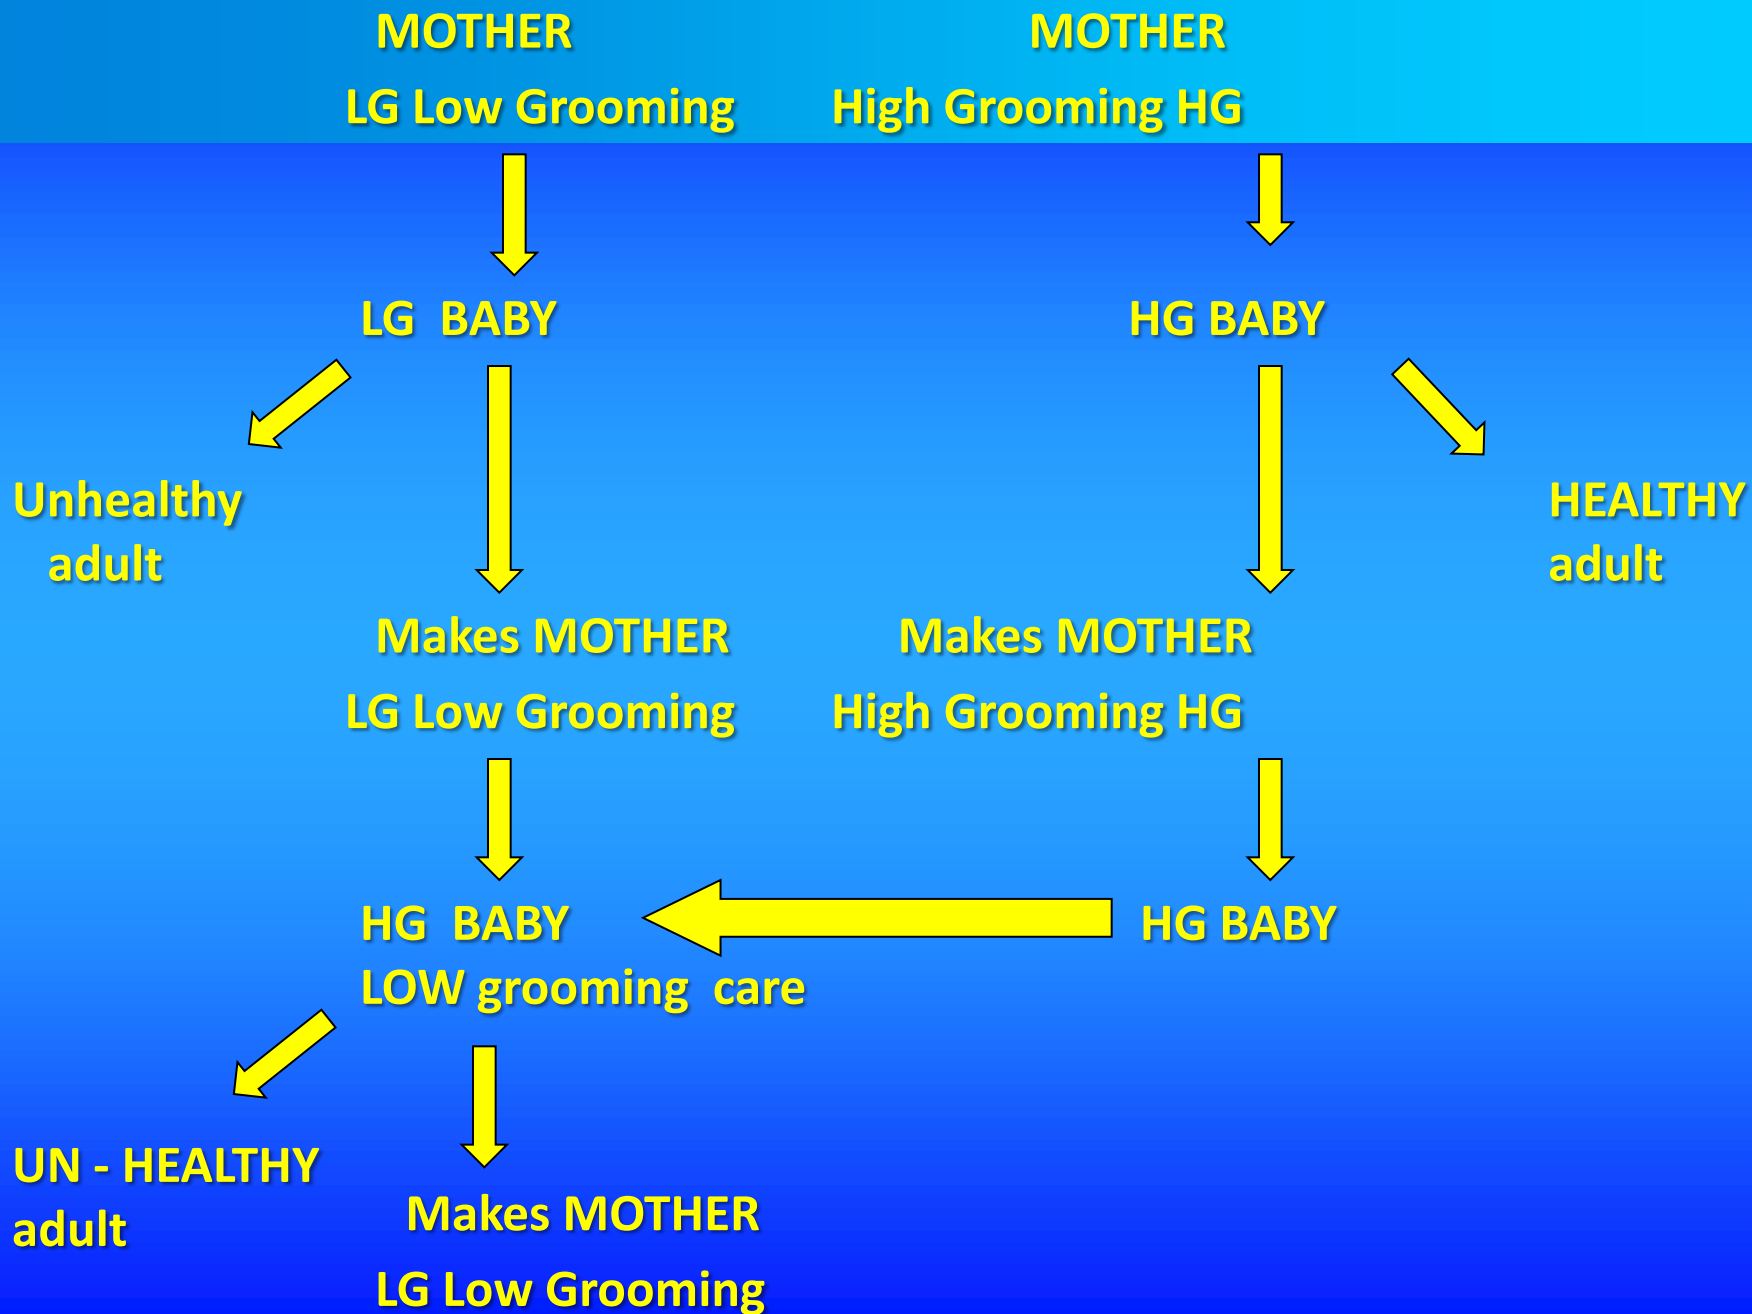 MOTHER MOTHER
LG Low Grooming High Grooming HG
LG BABY HG BABY
Unhealthy HEALTHY
adult adult
Makes MOTHER Makes MOTHER
LG Low Grooming High Grooming HG
HG BABY HG BABY
LOW grooming care
UN - HEALTHY
adult
Makes MOTHER
LG Low Grooming